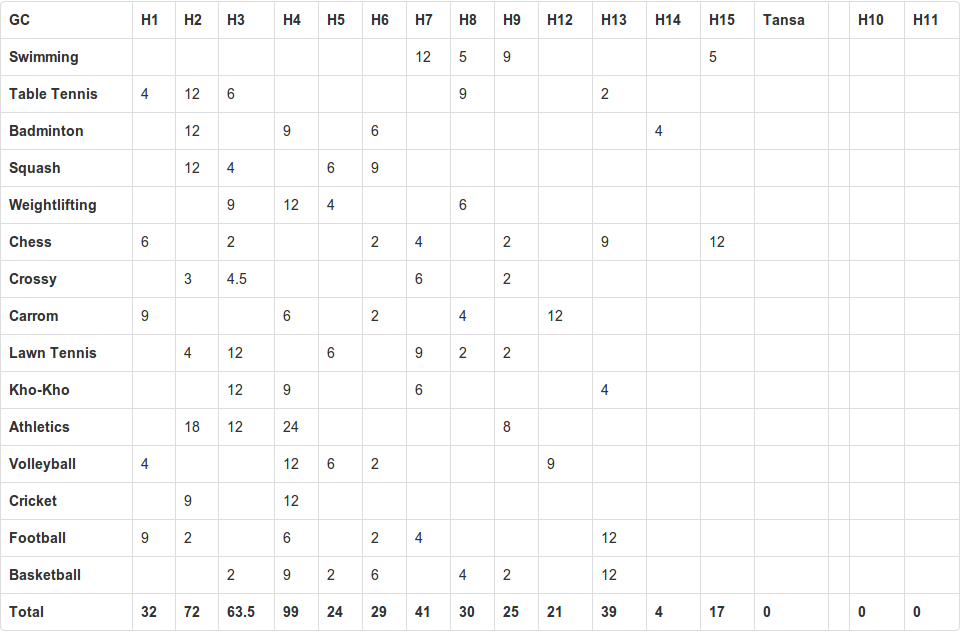 GC H1 H2 H3 H4 H5 H6 H7 H8 H9 H12 H13 H14 H15 Tansa H10 H11
Swimming 12 5 9 5
Table Tennis 4 12 6 9 2
Badminton 12 9 6 4
Squash 12 4 6 9
Weightlifting 9 12 4 6
Chess 6 2 2 4 2 9 12
Crossy 3 4.5 6 2
Carrom 9 6 2 4 12
Lawn Tennis 4 12 6 9 2 2
Kho-Kho 12 9 6 4
Athletics 18 12 24 8
Volleyball 4 12 6 2 9
Cricket 9 12
Football 9 2 6 2 4 12
Basketball 2 9 2 6 4 2 12
Total 32 72 63.5 99 24 29 41 30 25 21 39 4 17 0 0 0